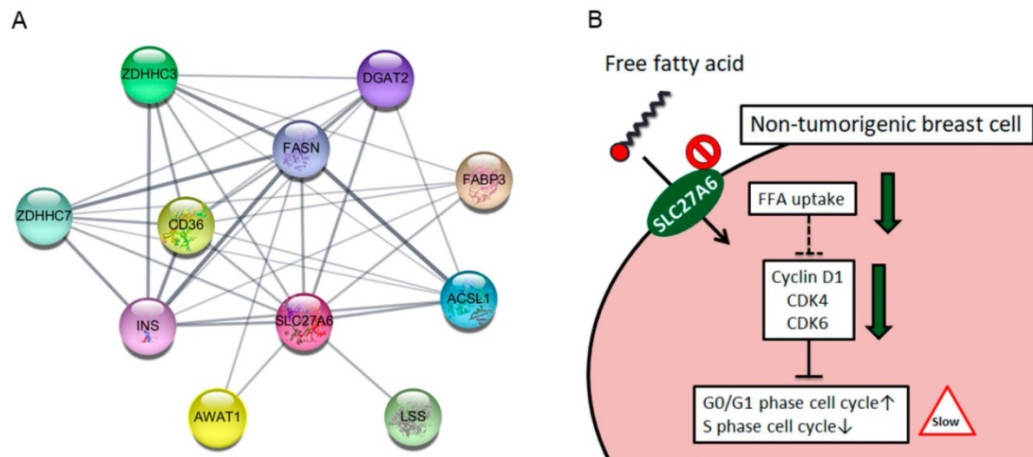 A
ZDHHC3
DGAT2
FASN
FABP3
ZDHHC7
CD36
INS
SLC27A6
ACSL1
AWAT1
LSS
B
Free fatty acid
Non-tumorigenic breast cell
SLC27A6
FFA uptake
Cyclin D1
CDK4
CDK6
G0/G1 phase cell cycle↑
S phase cell cycle↓
Slow